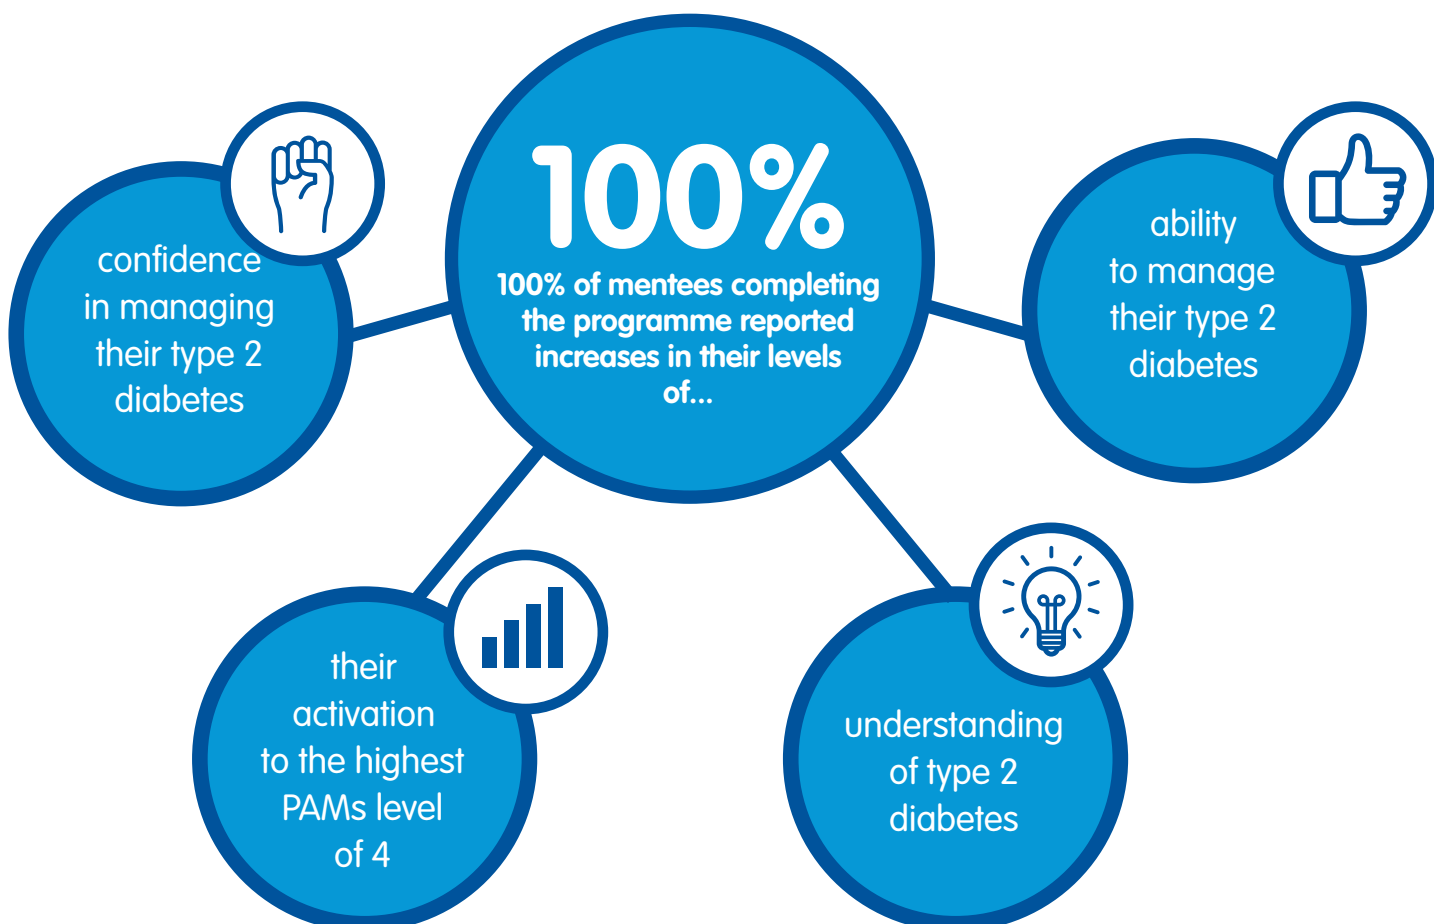 100%
100% of mentees completing
the programme reported
increases in their levels
of...
confidence
in managing
their type 2
diabetes
ability
to manage
their type 2
diabetes
their
activation
to the highest
PAMs level
of 4
understanding
of type 2
diabetes